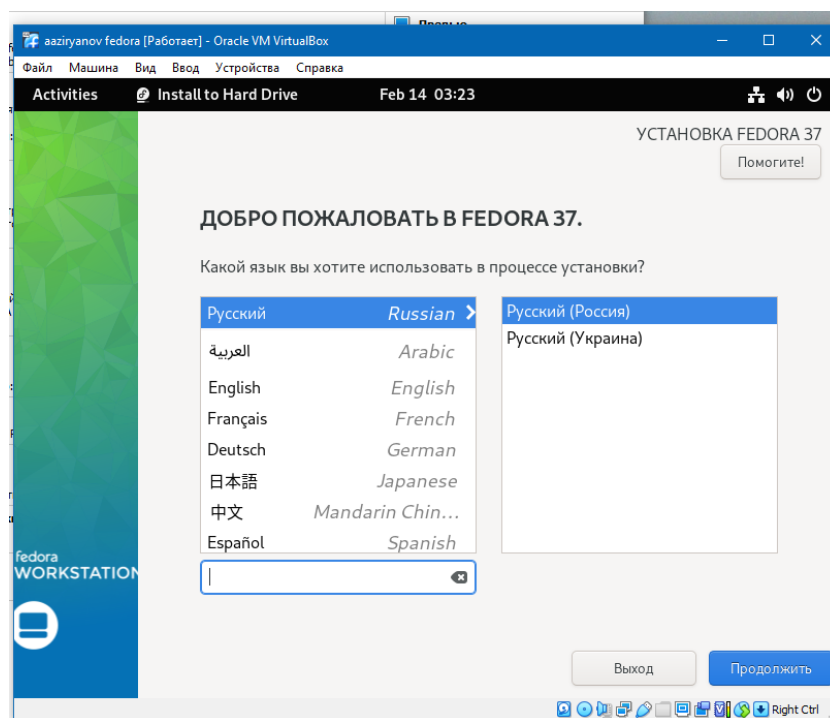 aaziryanov fedora [Работает] - Oracle VM VirtualBox
Файл Машина Вид Ввод Устройства Справка
Activities Install to Hard Drive Feb 14 03:23
УСТАНОВКА FEDORA 37
Помогите!
ДОБРО ПОЖАЛОВАТЬ В FEDORA 37.
Какой язык вы хотите использовать в процессе установки?
Русский Russian
العربية Arabic
English English
Français French
Deutsch German
日本語 Japanese
中文 Mandarin Chin...
Español Spanish
Русский (Россия)
Русский (Украина)
fedora
WORKSTATION
Выход Продолжить
Right Ctrl